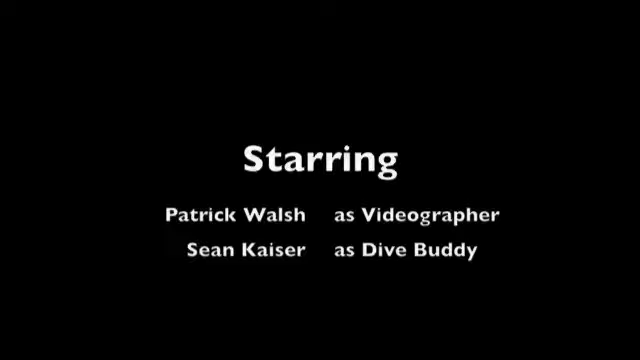 Starring
Patrick Walsh as Videographer
Sean Kaiser as Dive Buddy